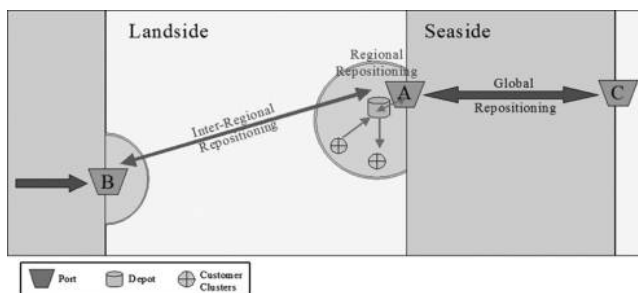 Landside
Seaside
Regional
Repositioning
A
C
Global
Repositioning
Inter-Regional
Repositioning
B
Port
Depot
Customer
Clusters